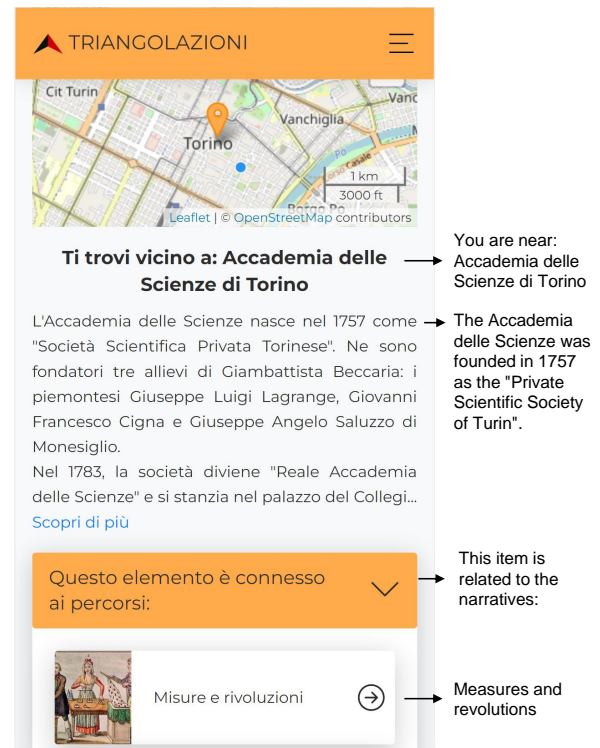 TRIANGOLAZIONI
Cit Turin
Vanchiglia
Torino
Po
1 km
3000 ft
Leaflet | © OpenStreetMap contributors
Ti trovi vicino a: Accademia delle
Scienze di Torino
L'Accademia delle Scienze nasce nel 1757 come
"Società Scientifica Privata Torinese". Ne sono
fondatori tre allievi di Giambattista Beccaria: i
piemontesi Giuseppe Luigi Lagrange, Giovanni
Francesco Cigna e Giuseppe Angelo Saluzzo di
Monesiglio.
Nel 1783, la società diviene "Reale Accademia
delle Scienze" e si stanzia nel palazzo del Collegi...
Scopri di più
Questo elemento è connesso
ai percorsi:
Misure e rivoluzioni
You are near:
Accademia delle
Scienze di Torino
The Accademia
delle Scienze was
founded in 1757
as the "Private
Scientific Society
of Turin".
This item is
related to the
narratives:
Measures and
revolutions